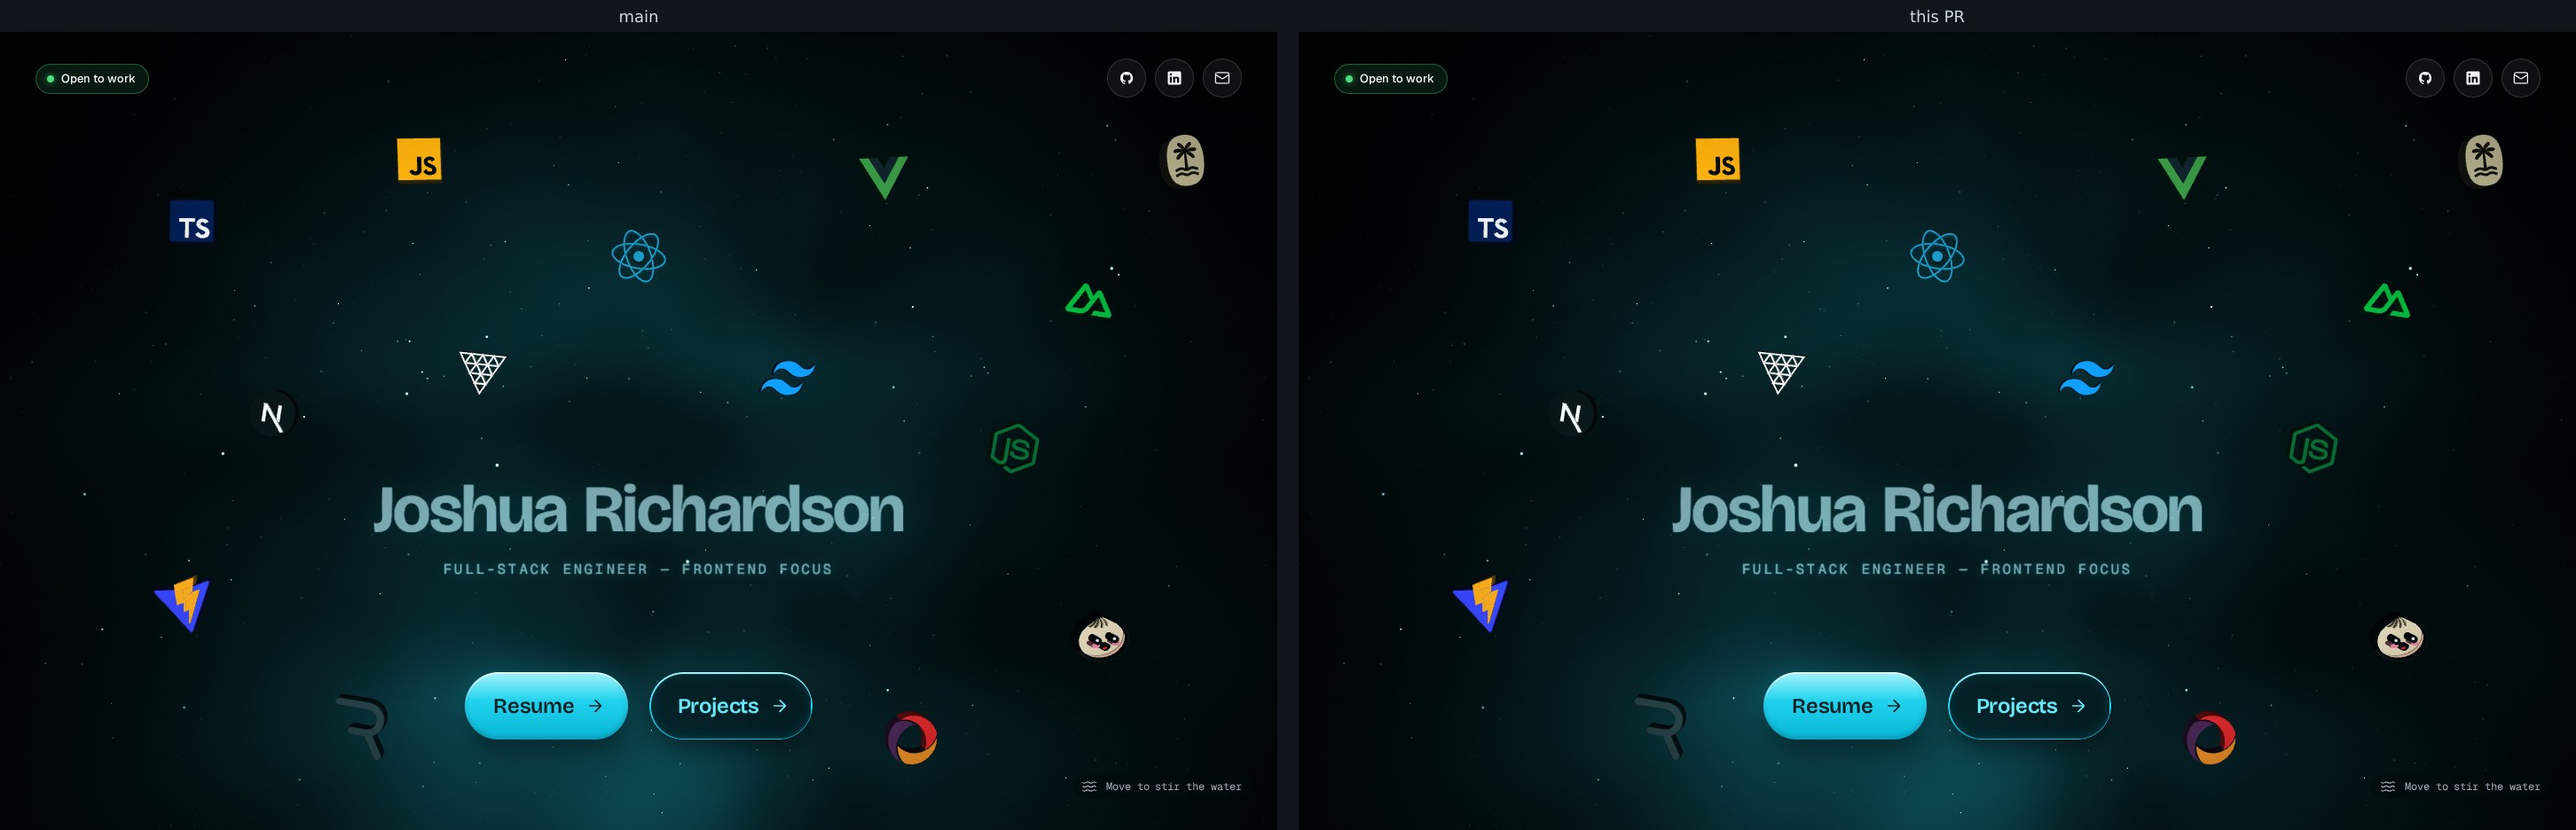 main
this PR
Open to work
JS
TS
N
JS
Joshua Richardson
FULL-STACK ENGINEER — FRONTEND FOCUS
Resume
Projects
Move to stir the water
Open to work
JS
TS
N
JS
Joshua Richardson
FULL-STACK ENGINEER — FRONTEND FOCUS
Resume
Projects
Move to stir the water